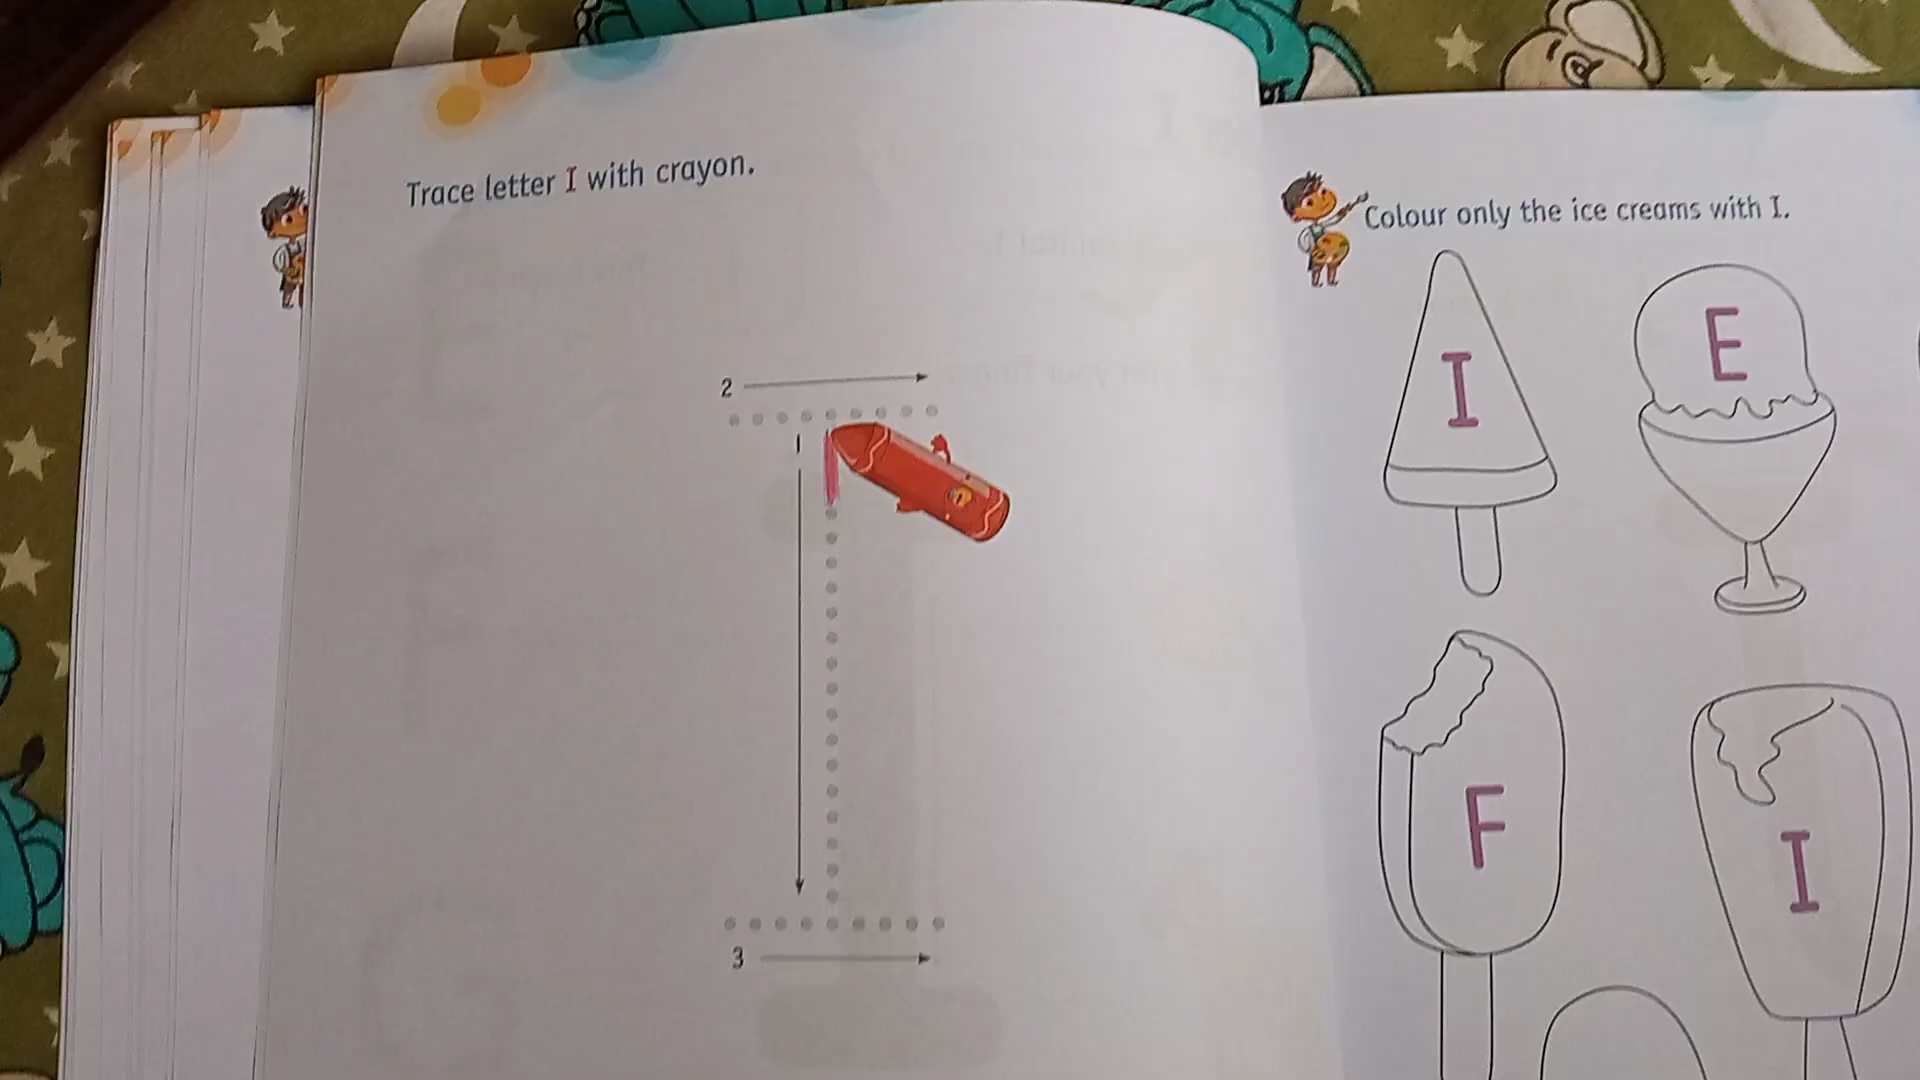 Trace letter I with crayon.
2
1
3
Colour only the ice creams with I.
I
E
F
I